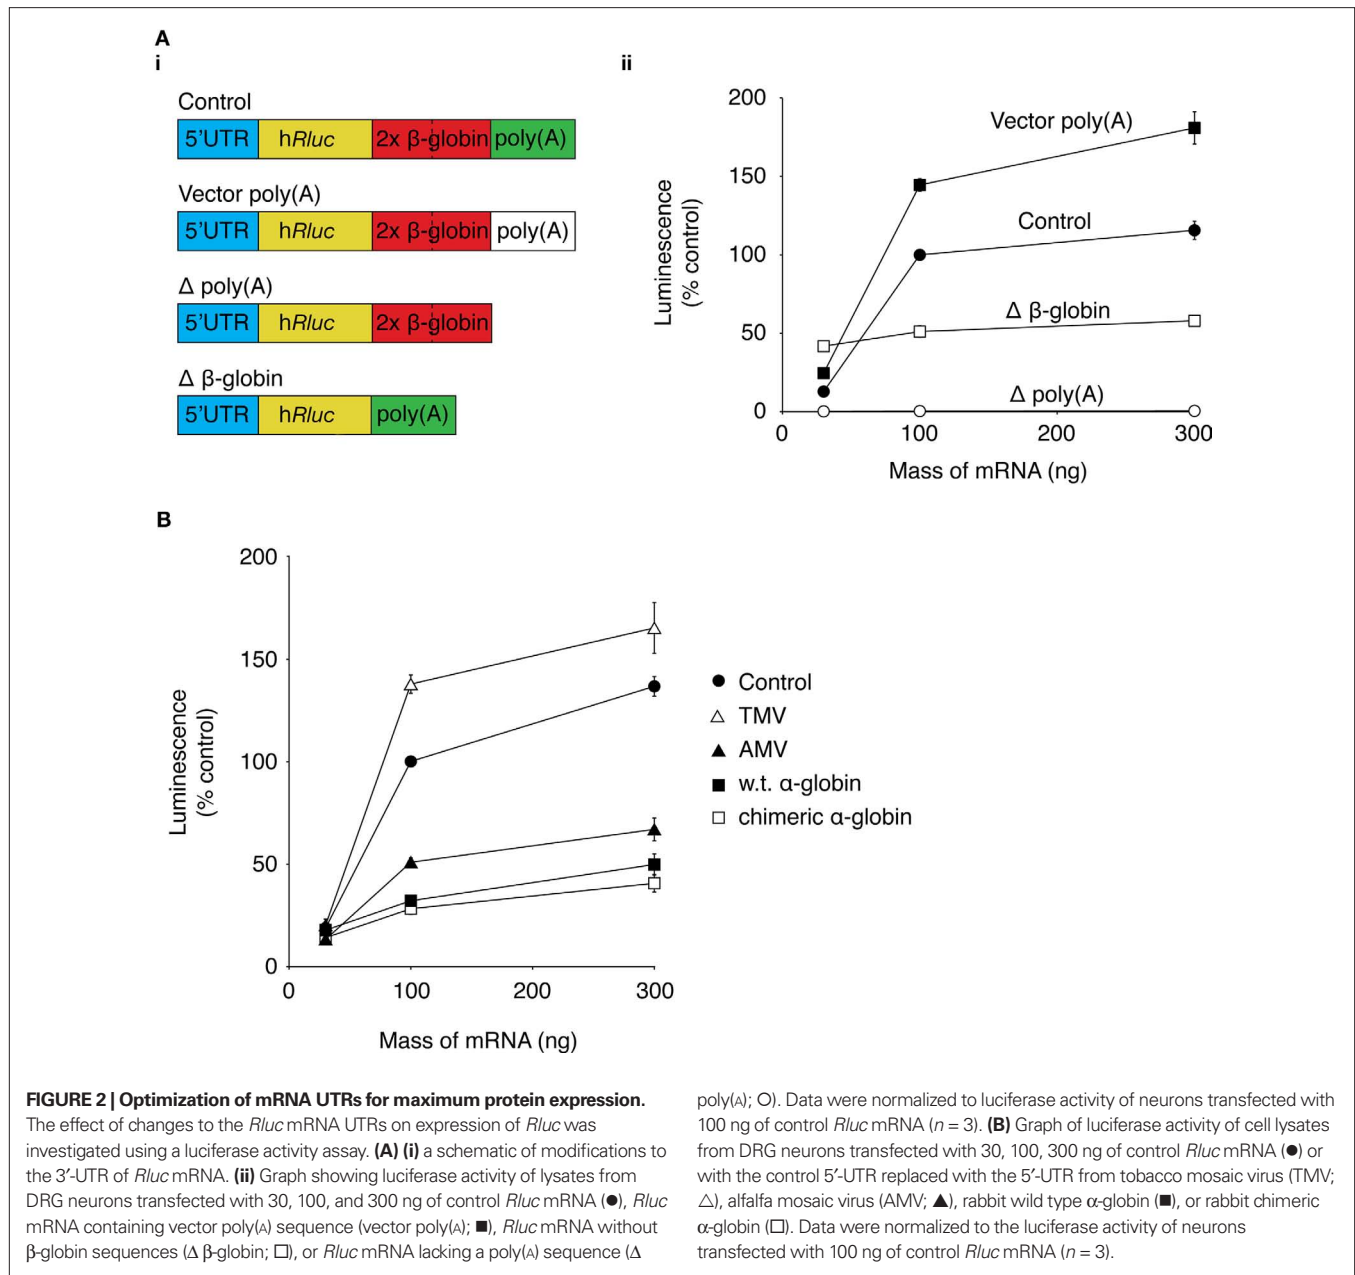 A
i
Control
5'UTR hRluc 2x β-globin poly(A)
Vector poly(A)
5'UTR hRluc 2x β-globin poly(A)
Δ poly(A)
5'UTR hRluc 2x β-globin
Δ β-globin
5'UTR hRluc poly(A)
ii
Luminescence
(% control)
200
150
100
50
0
Vector poly(A)
Control
Δ β-globin
Δ poly(A)
0 100 200 300
Mass of mRNA (ng)
B
Luminescence
(% control)
200
150
100
50
0
0 100 200 300
Mass of mRNA (ng)
● Control
△ TMV
▲ AMV
■ w.t. α-globin
□ chimeric α-globin
FIGURE 2 | Optimization of mRNA UTRs for maximum protein expression.
The effect of changes to the Rluc mRNA UTRs on expression of Rluc was
investigated using a luciferase activity assay. (A) (i) a schematic of modifications to
the 3′-UTR of Rluc mRNA. (ii) Graph showing luciferase activity of lysates from
DRG neurons transfected with 30, 100, and 300 ng of control Rluc mRNA (●), Rluc
mRNA containing vector poly(A) sequence (vector poly(A); ■), Rluc mRNA without
β-globin sequences (Δ β-globin; □), or Rluc mRNA lacking a poly(A) sequence (Δ
poly(A); O). Data were normalized to luciferase activity of neurons transfected with
100 ng of control Rluc mRNA (n = 3). (B) Graph of luciferase activity of cell lysates
from DRG neurons transfected with 30, 100, 300 ng of control Rluc mRNA (●) or
with the control 5′-UTR replaced with the 5′-UTR from tobacco mosaic virus (TMV;
△), alfalfa mosaic virus (AMV; ▲), rabbit wild type α-globin (■), or rabbit chimeric
α-globin (□). Data were normalized to the luciferase activity of neurons
transfected with 100 ng of control Rluc mRNA (n = 3).